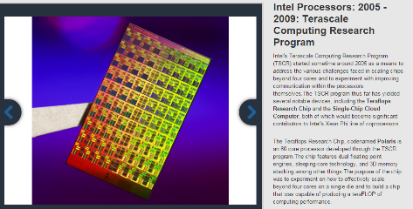 Intel Processors: 2005 -
2009: Terascale
Computing Research
Program
Intel's Terascale Computing Research Program
(TSCR) started sometime around 2005 as a means to
address the various challenges faced in scaling chips
beyond four cores and to experiment with improving
communication within the processors
themselves. The TSCR program thus far has yielded
several notable devices, including the Teraflops
Research Chip and the Single-Chip Cloud
Computer, both of which would become significant
contributors to Intel's Xeon Phi line of coprocessors.
The Teraflops Research Chip, codenamed Polaris is
an 80 core processor developed through the TSCR
program. The chip features dual floating point
engines, sleeping-core technology, and 3D memory
stacking among other things. The purpose of the chip
was to experiment on how to effectively scale
beyond four cores on a single die and to build a chip
that was capable of producing a teraFLOP of
computing performance.